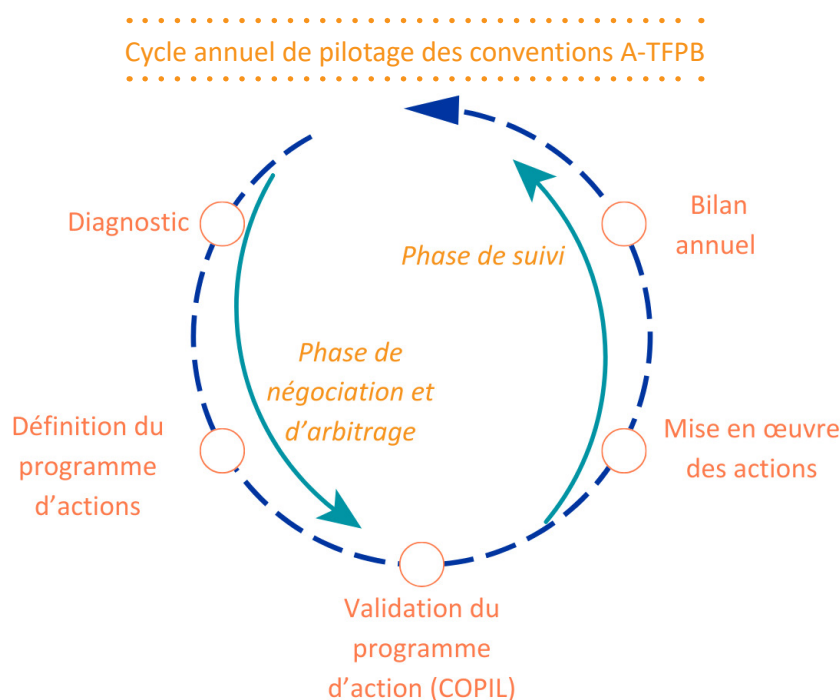 Cycle annuel de pilotage des conventions A-TFPB
Diagnostic
Bilan
annuel
Phase de suivi
Phase de
négociation et
d’arbitrage
Définition du
programme
d’actions
Mise en œuvre
des actions
Validation du
programme
d’action (COPIL)